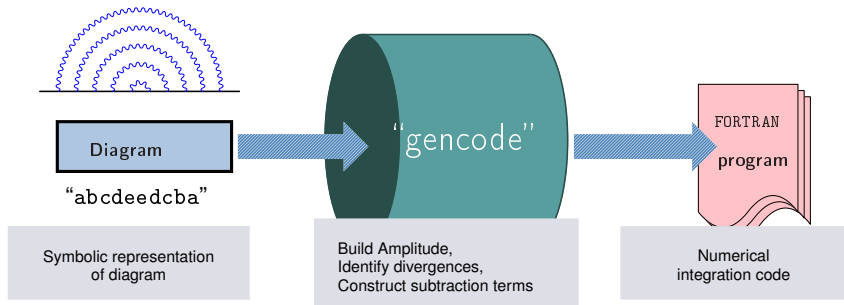 Diagram
“abcdeedcba”
Symbolic representation
of diagram
“gencode”
Build Amplitude,
Identify divergences,
Construct subtraction terms
FORTRAN
program
Numerical
integration code